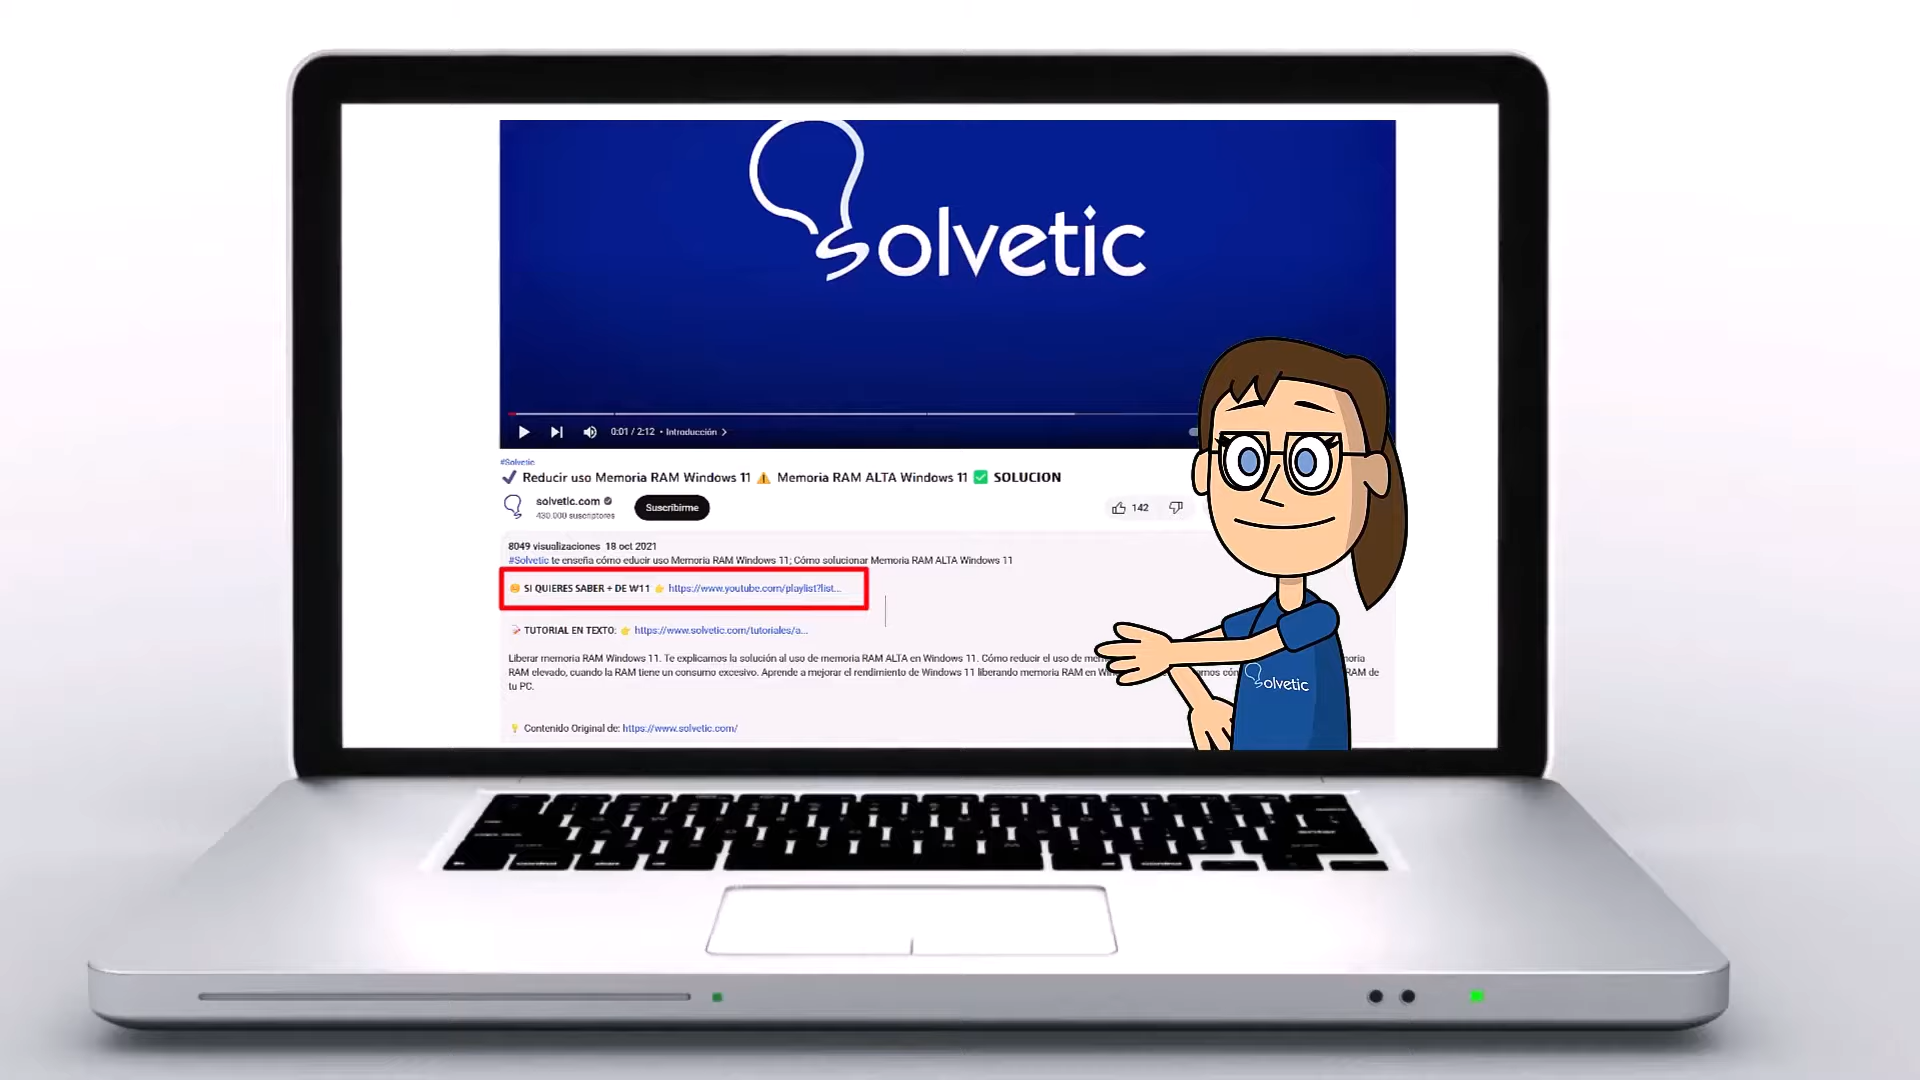 Solvetic
0:01 / 2:12 • Introducción >
#Solvetic
✔ Reducir uso Memoria RAM Windows 11 ⚠ Memoria RAM ALTA Windows 11 ✅ SOLUCION
solvetic.com
430.000 suscriptores
Suscribirme
142
8049 visualizaciones 18 oct 2021
#Solvetic te enseña cómo educir uso Memoria RAM Windows 11; Cómo solucionar Memoria RAM ALTA Windows 11
SI QUIERES SABER + DE W11 👉 https://www.youtube.com/playlist?list...
📝 TUTORIAL EN TEXTO: 👉 https://www.solvetic.com/tutoriales/a...
Liberar memoria RAM Windows 11. Te explicamos la solución al uso de memoria RAM ALTA en Windows 11. Cómo reducir el uso de
RAM elevado, cuando la RAM tiene un consumo excesivo. Aprende a mejorar el rendimiento de Windows 11 liberando memoria RAM en RAM de
tu PC.
💡 Contenido Original de: https://www.solvetic.com/
Solvetic
control
control